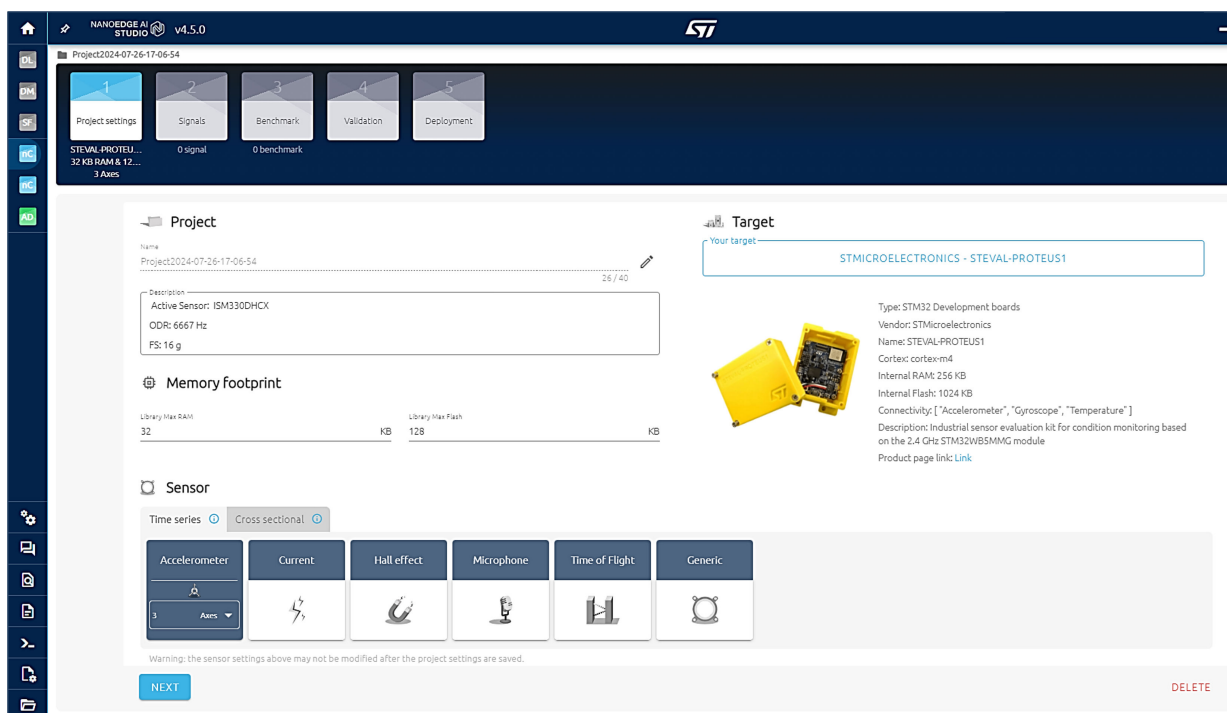 NANOEDGE AI
STUDIO
v4.5.0
ST
DL
DM
SF
nC
nC
AD
Project2024-07-26-17-06-54
1
Project settings
STEVAL-PROTEU...
32 KB RAM & 12...
3 Axes
2
Signals
0 signal
3
Benchmark
0 benchmark
4
Validation
5
Deployment
Project
Name
Project2024-07-26-17-06-54
26 / 40
Description
Active Sensor: ISM330DHCX
ODR: 6667 Hz
FS: 16 g
Memory footprint
Library Max RAM
32 KB
Library Max Flash
128 KB
Target
Your target
STMICROELECTRONICS - STEVAL-PROTEUS1
Type: STM32 Development boards
Vendor: STMicroelectronics
Name: STEVAL-PROTEUS1
Cortex: cortex-m4
Internal RAM: 256 KB
Internal Flash: 1024 KB
Connectivity: [ "Accelerometer", "Gyroscope", "Temperature" ]
Description: Industrial sensor evaluation kit for condition monitoring based
on the 2.4 GHz STM32WB5MMG module
Product page link: Link
Sensor
Time series
Cross sectional
Accelerometer
3 Axes
Current
Hall effect
Microphone
Time of Flight
Generic
Warning: the sensor settings above may not be modified after the project settings are saved.
NEXT
DELETE